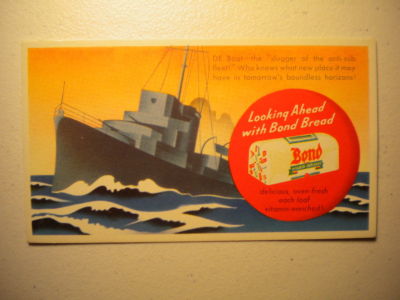 DE Boat—the "slugger of the anti-sub
fleet!" Who knows what new place it may
have in tomorrow's boundless horizons!
Looking Ahead
with Bond Bread
Bond
delicious, oven-fresh
each loaf
vitamin-enriched!